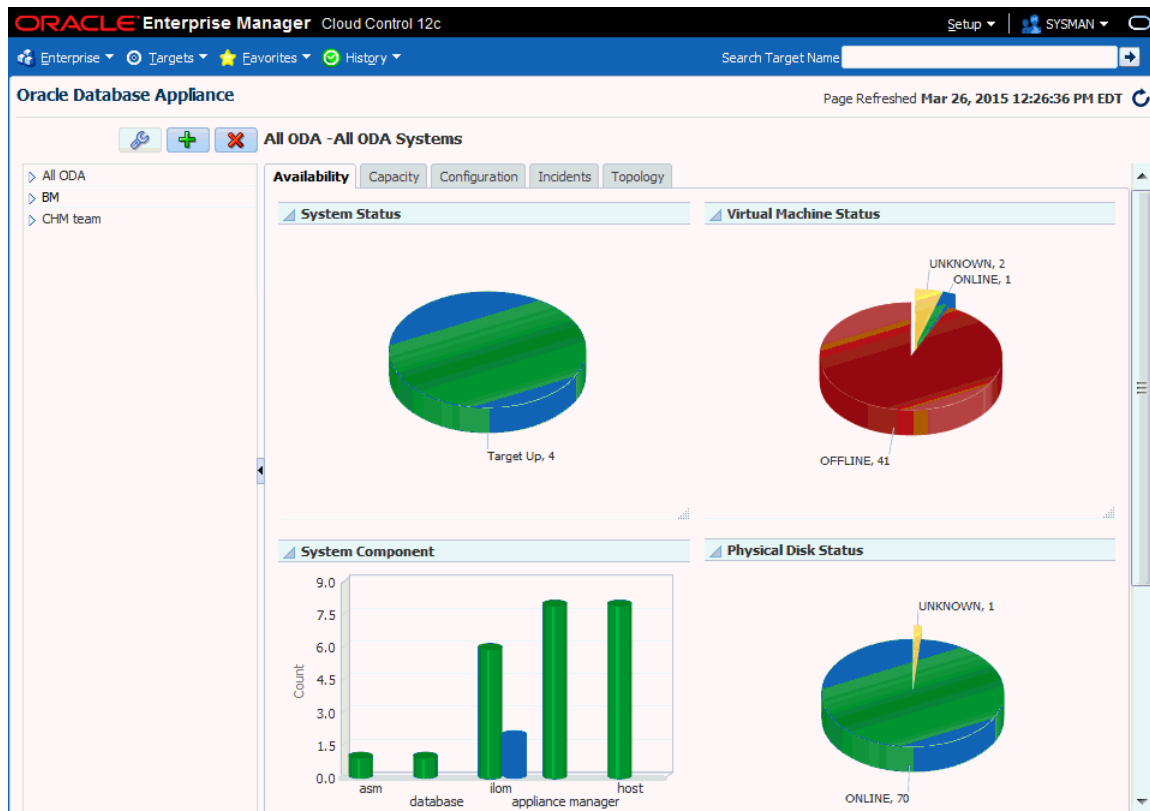 ORACLE Enterprise Manager Cloud Control 12c
Setup
SYSMAN
Enterprise
Targets
Favorites
History
Search Target Name
Oracle Database Appliance
Page Refreshed Mar 26, 2015 12:26:36 PM EDT
All ODA -All ODA Systems
All ODA
BM
CHM team
Availability
Capacity
Configuration
Incidents
Topology
System Status
Target Up, 4
Virtual Machine Status
UNKNOWN, 2
ONLINE, 1
OFFLINE, 41
System Component
9.0
7.5
6.0
4.5
3.0
1.5
0.0
Count
asm
database
ilom
appliance manager
host
Physical Disk Status
UNKNOWN, 1
ONLINE, 70